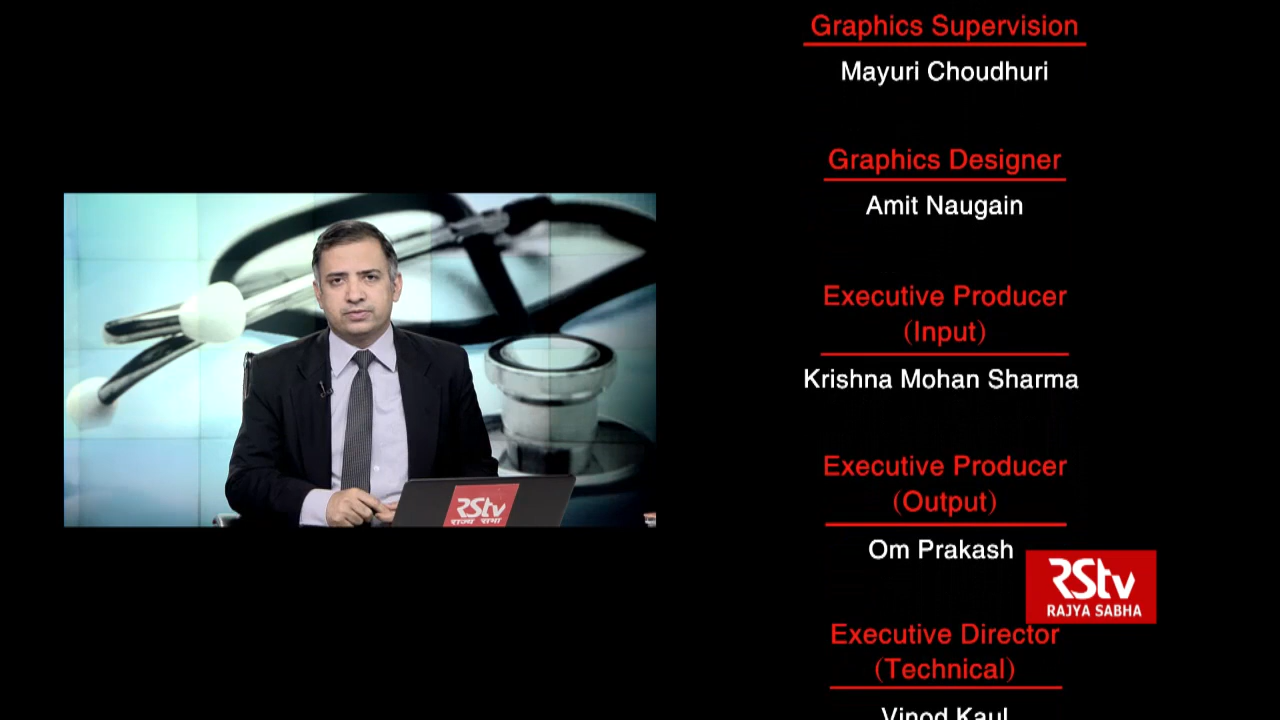 Graphics Supervision
Mayuri Choudhuri
Graphics Designer
Amit Naugain
Executive Producer
(Input)
Krishna Mohan Sharma
Executive Producer
(Output)
Om Prakash
RStv
RAJYA SABHA
Executive Director
(Technical)
Vinod Kaul
RStv
राज्य सभा